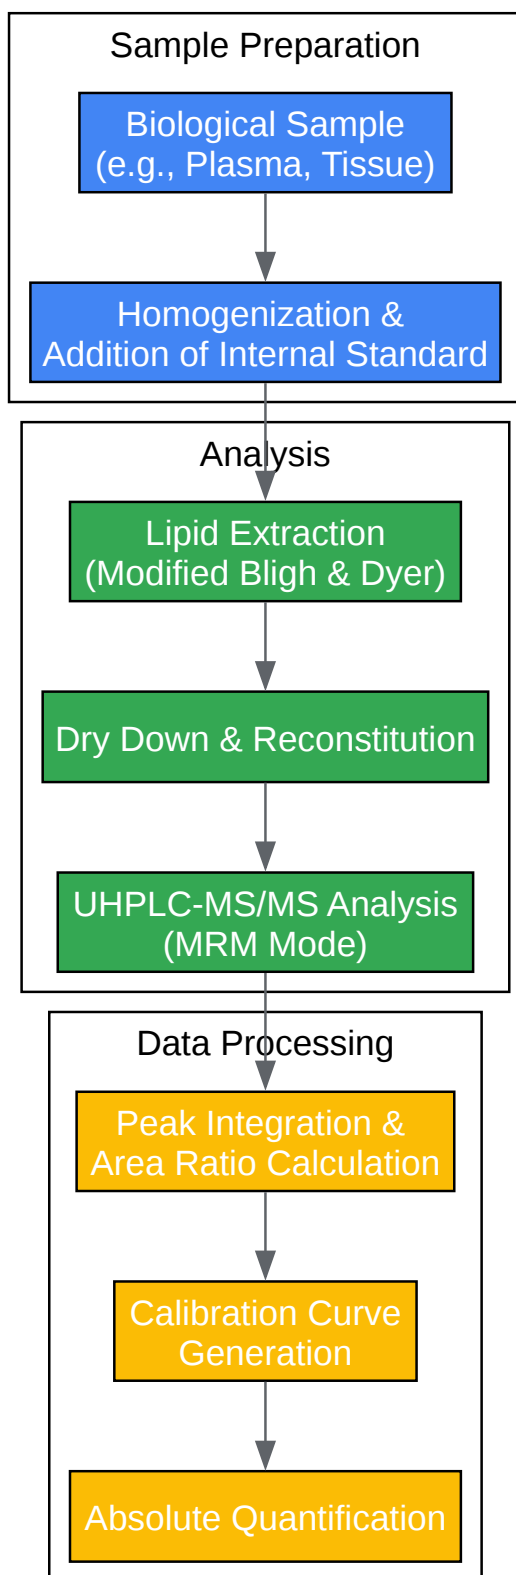 Sample Preparation
Biological Sample
(e.g., Plasma, Tissue)
Homogenization &
Addition of Internal Standard
Analysis
Lipid Extraction
(Modified Bligh & Dyer)
Dry Down & Reconstitution
UHPLC-MS/MS Analysis
(MRM Mode)
Data Processing
Peak Integration &
Area Ratio Calculation
Calibration Curve
Generation
Absolute Quantification